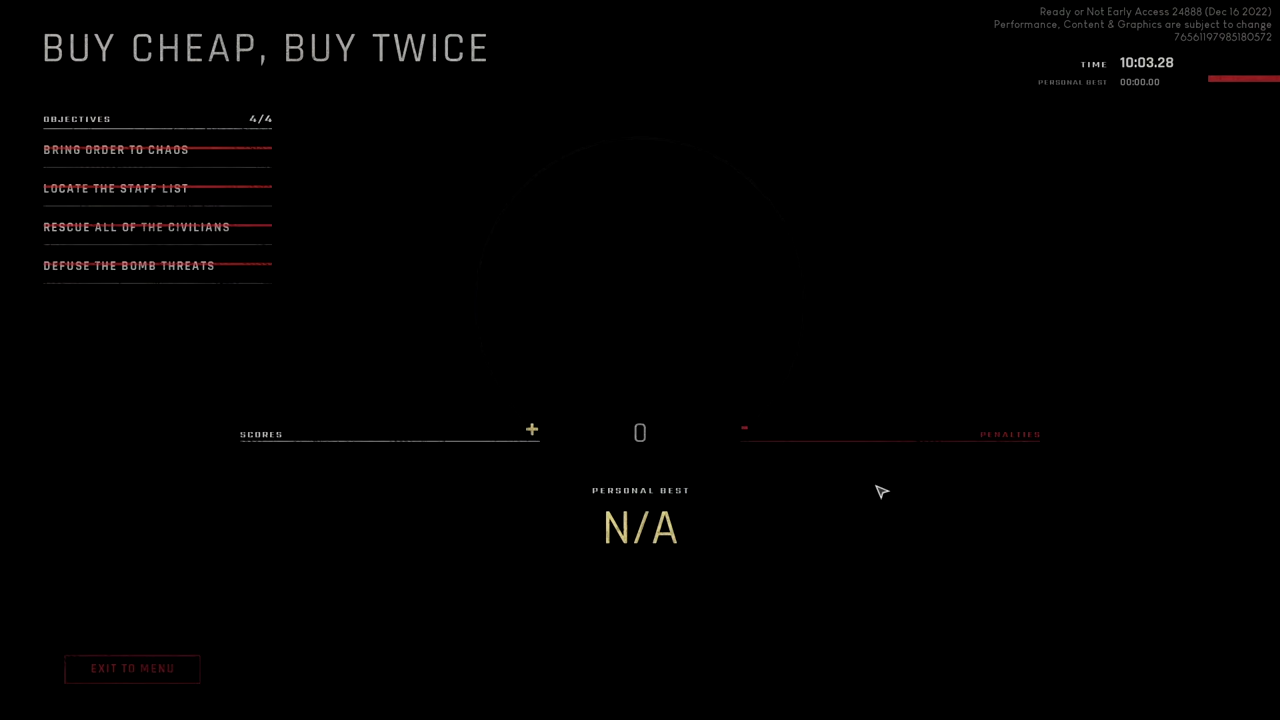 Ready or Not Early Access 24888 (Dec 16 2022)
Performance, Content & Graphics are subject to change
76561197985180572
BUY CHEAP, BUY TWICE
TIME 10:03.28
PERSONAL BEST 00:00.00
OBJECTIVES 4/4
BRING ORDER TO CHAOS
LOCATE THE STAFF LIST
RESCUE ALL OF THE CIVILIANS
DEFUSE THE BOMB THREATS
SCORES + 0 - PENALTIES
PERSONAL BEST
N/A
EXIT TO MENU